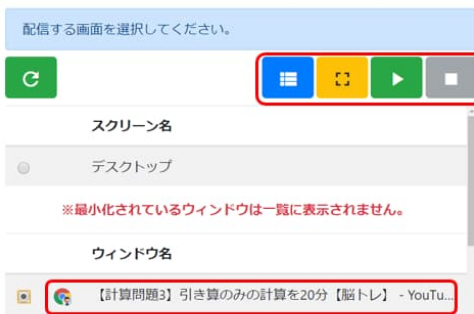 配信する画面を選択してください。
スクリーン名
デスクトップ
※最小化されているウィンドウは一覧に表示されません。
ウィンドウ名
【計算問題3】引き算のみの計算を20分【脳トレ】 - YouTu...